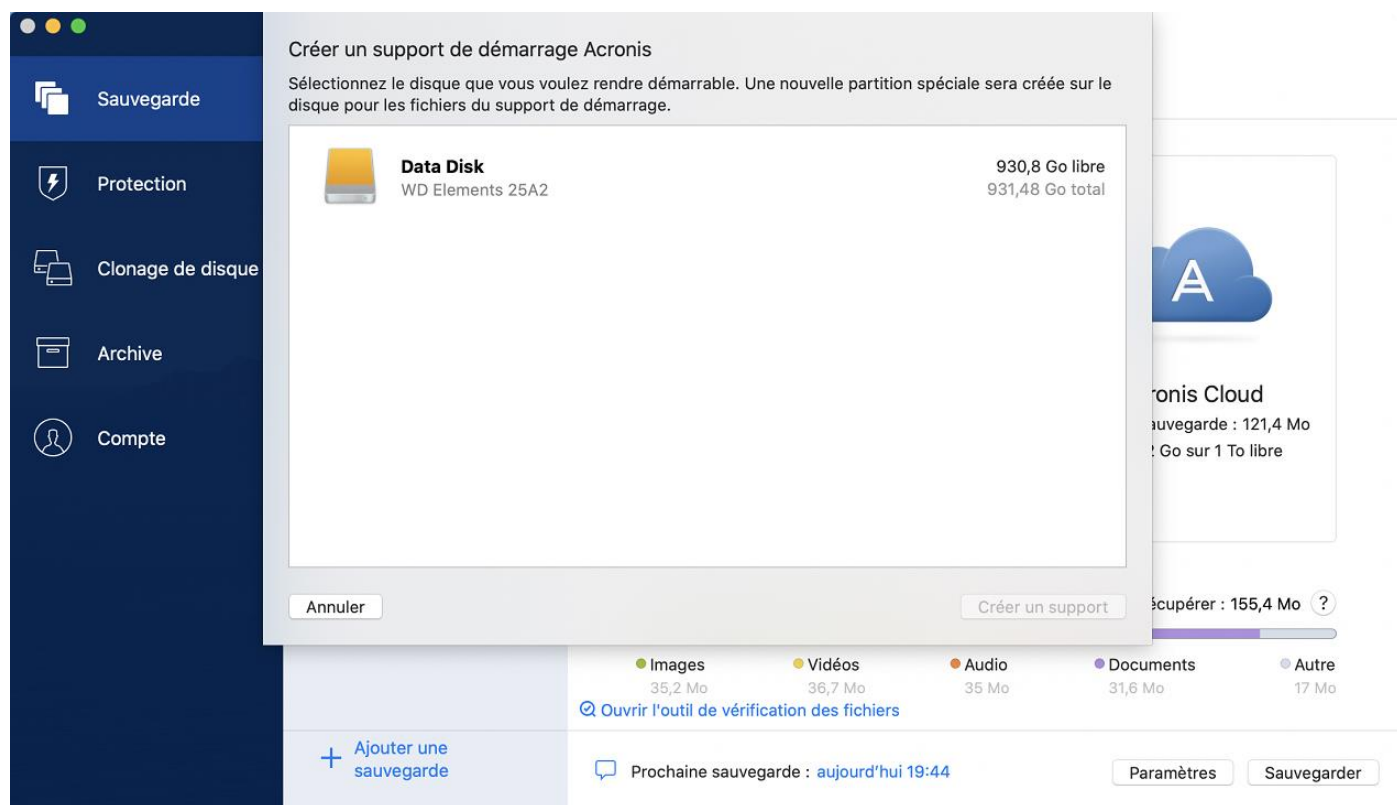 Sauvegarde
Protection
Clonage de disque
Archive
Compte
Créer un support de démarrage Acronis
Sélectionnez le disque que vous voulez rendre démarrable. Une nouvelle partition spéciale sera créée sur le
disque pour les fichiers du support de démarrage.
Data Disk
WD Elements 25A2
930,8 Go libre
931,48 Go total
Annuler
Créer un support
ronis Cloud
auvegarde : 121,4 Mo
2 Go sur 1 To libre
écupérer : 155,4 Mo ?
Images
35,2 Mo
Vidéos
36,7 Mo
Audio
35 Mo
Documents
31,6 Mo
Autre
17 Mo
Ouvrir l'outil de vérification des fichiers
Ajouter une
sauvegarde
Prochaine sauvegarde : aujourd'hui 19:44
Paramètres
Sauvegarder